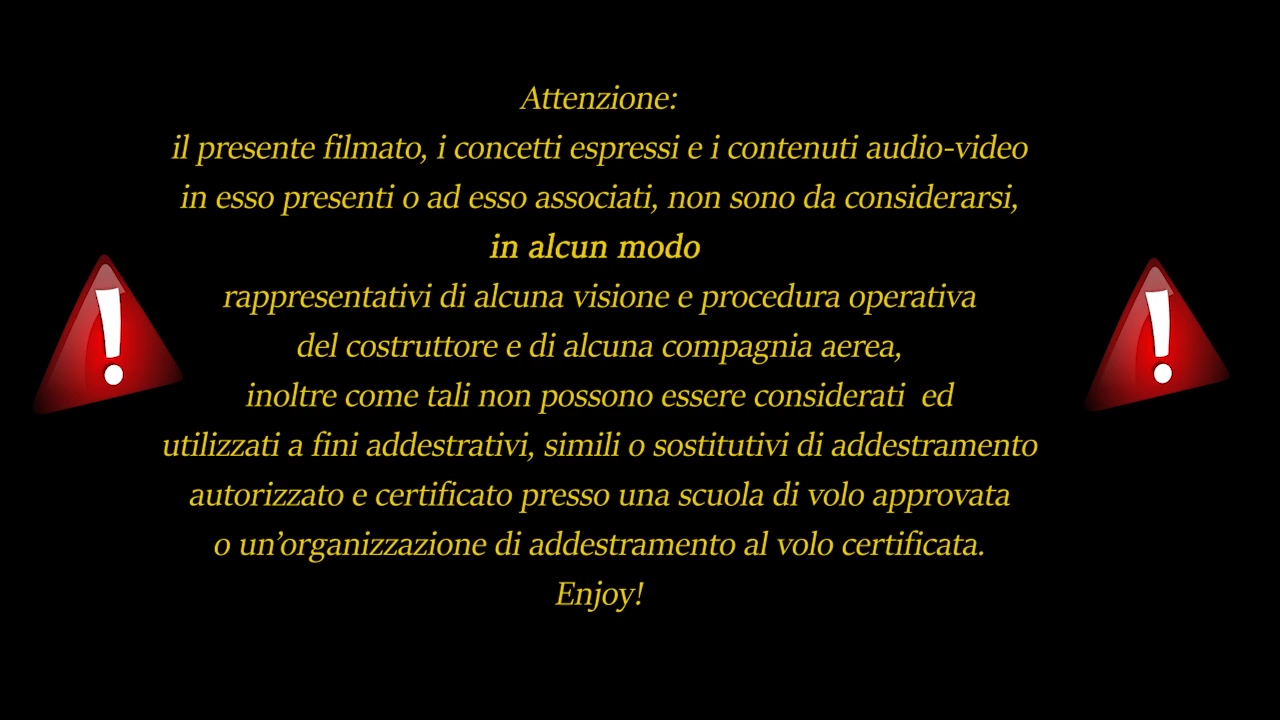 Attenzione:
il presente filmato, i concetti espressi e i contenuti audio-video
in esso presenti o ad esso associati, non sono da considerarsi,
in alcun modo
rappresentativi di alcuna visione e procedura operativa
del costruttore e di alcuna compagnia aerea,
inoltre come tali non possono essere considerati  ed
utilizzati a fini addestrativi, simili o sostitutivi di addestramento
autorizzato e certificato presso una scuola di volo approvata
o un’organizzazione di addestramento al volo certificata.
Enjoy!